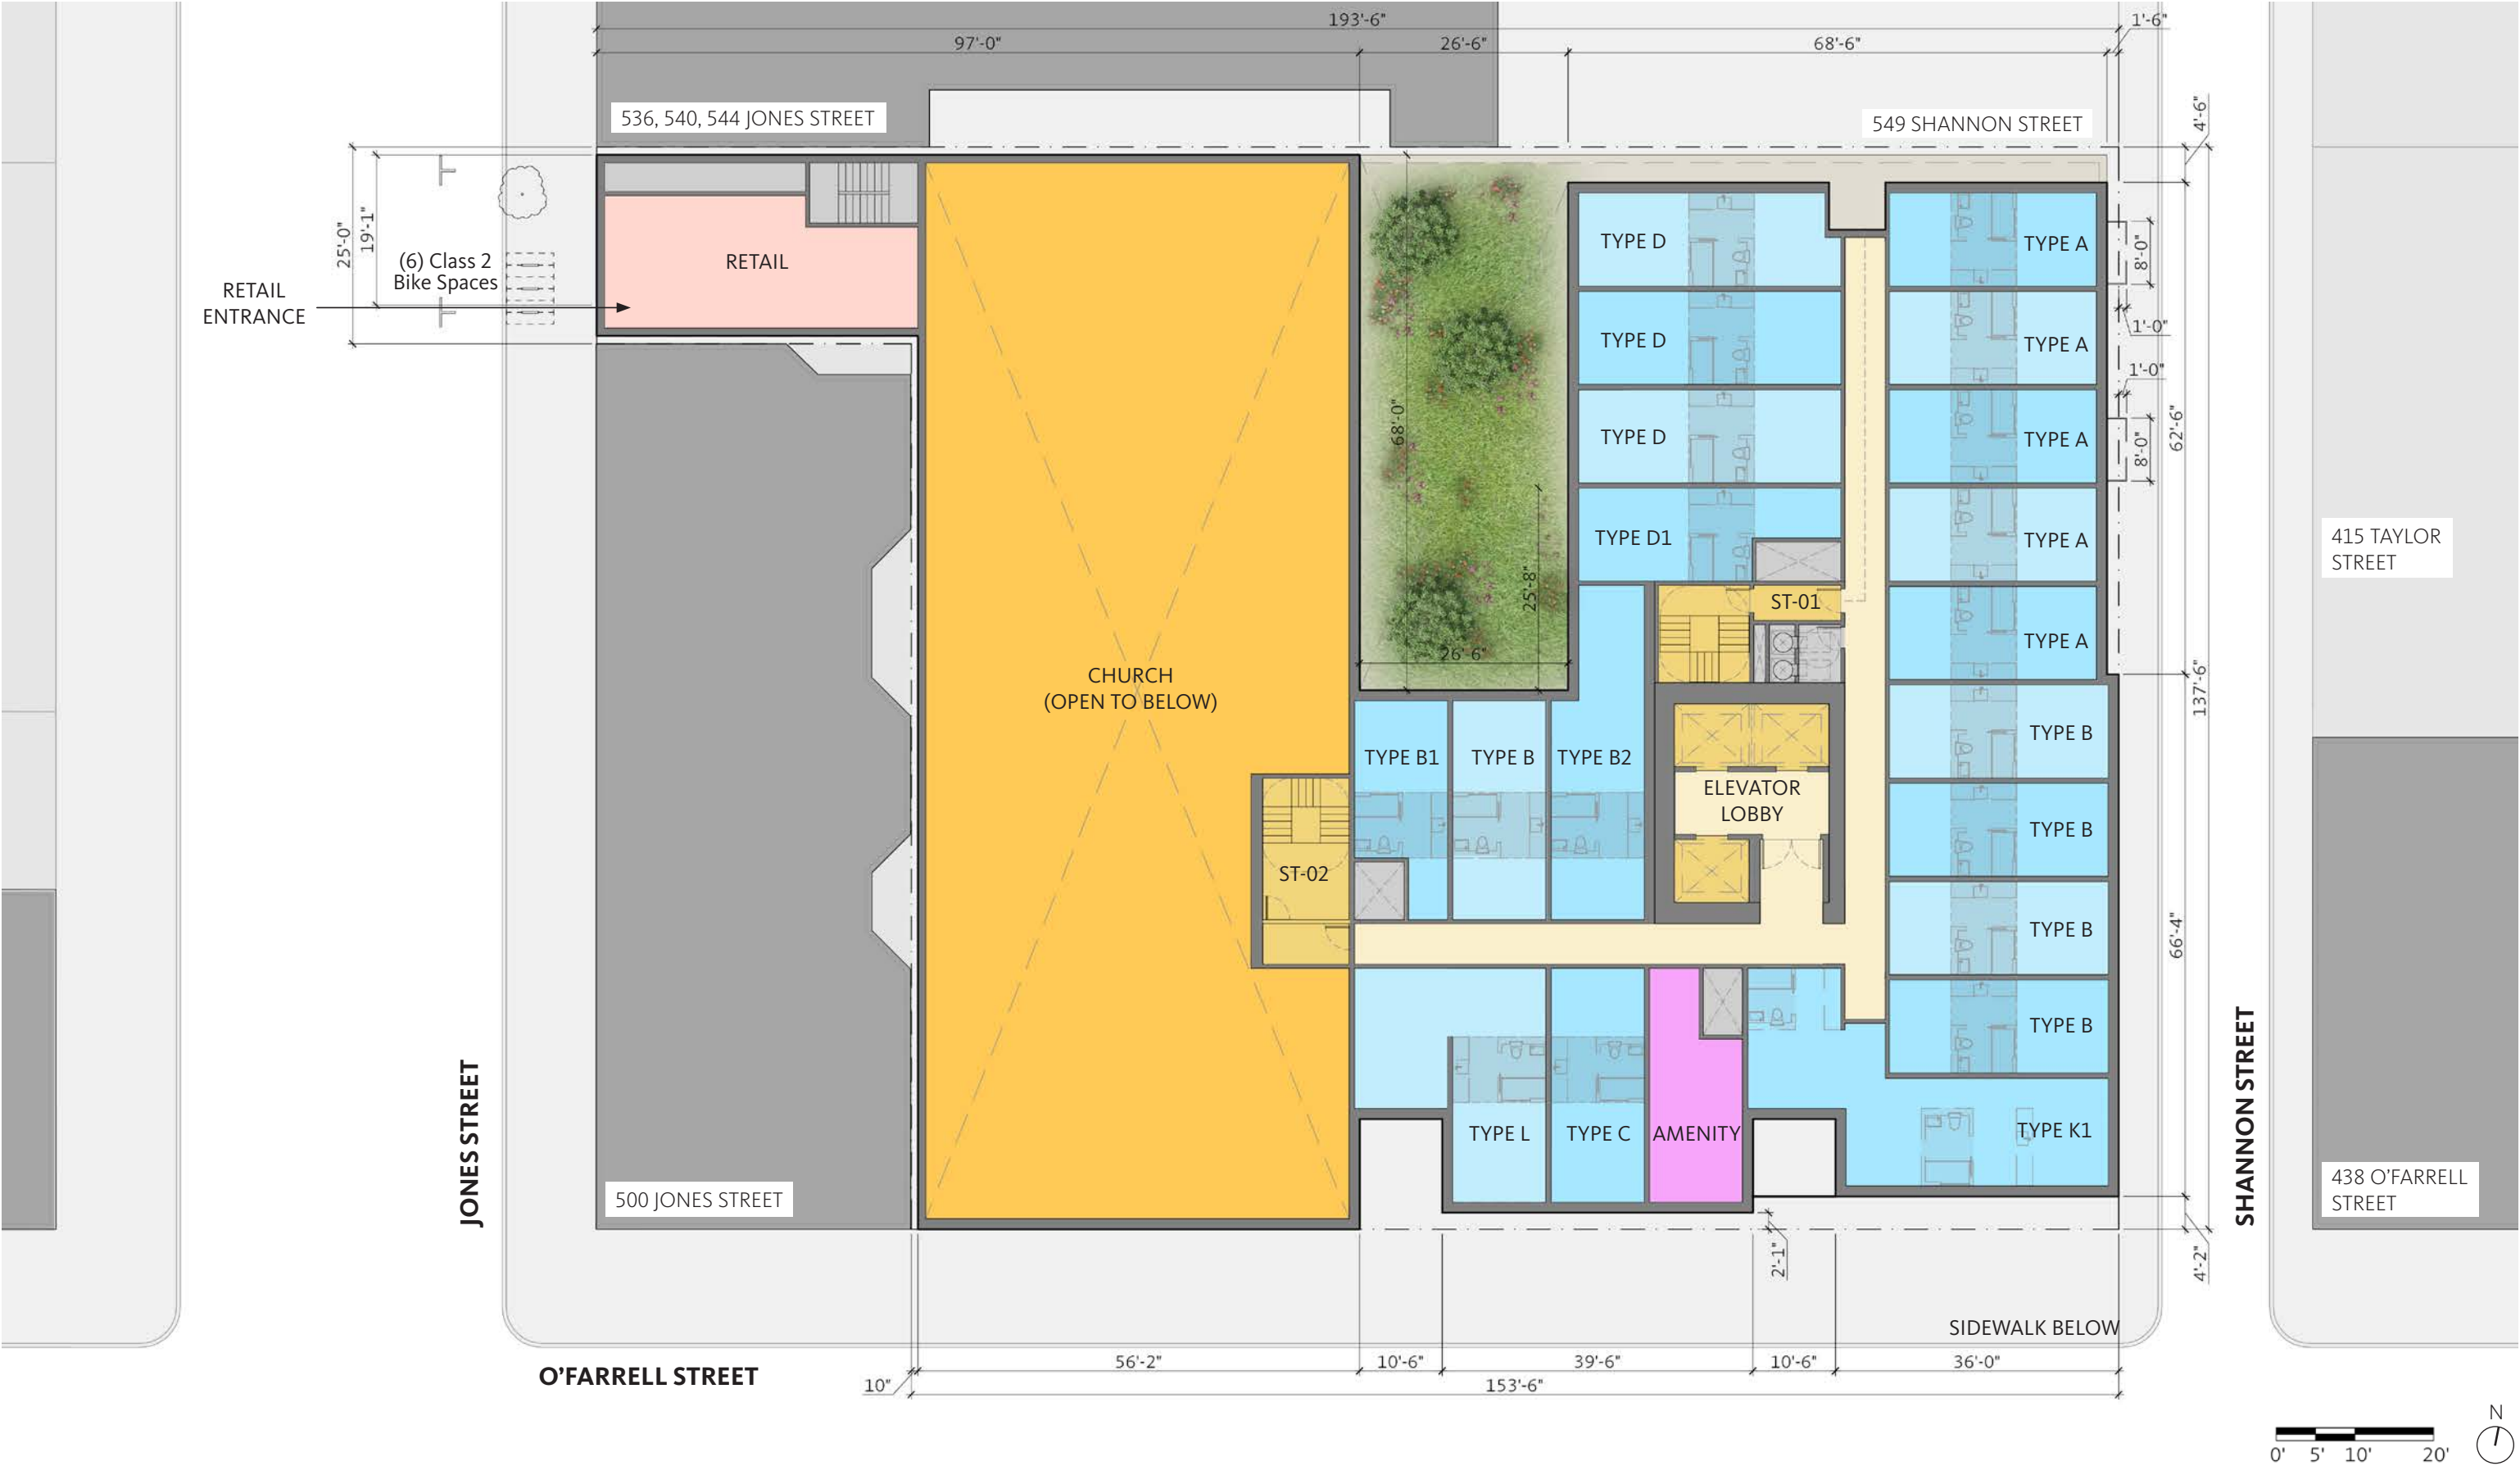 193'-6"
1'-6"
97'-0"
26'-6"
68'-6"
536, 540, 544 JONES STREET
549 SHANNON STREET
4'-6"
25'-0"
19'-1"
(6) Class 2
Bike Spaces
RETAIL
ENTRANCE
RETAIL
TYPE D
TYPE A
8'-0"
1'-0"
TYPE D
TYPE A
1'-0"
68'-0"
TYPE D
TYPE A
8'-0"
62'-6"
TYPE D1
TYPE A
415 TAYLOR
STREET
25'-8"
ST-01
TYPE A
26'-6"
CHURCH
(OPEN TO BELOW)
137'-6"
TYPE B1
TYPE B
TYPE B2
TYPE B
ELEVATOR
LOBBY
TYPE B
ST-02
TYPE B
66'-4"
TYPE B
TYPE L
TYPE C
AMENITY
TYPE K1
JONES STREET
SHANNON STREET
500 JONES STREET
438 O'FARRELL
STREET
2'-1"
4'-2"
SIDEWALK BELOW
O'FARRELL STREET
56'-2"
10'-6"
39'-6"
10'-6"
36'-0"
10"
153'-6"
N
0' 5' 10' 20'